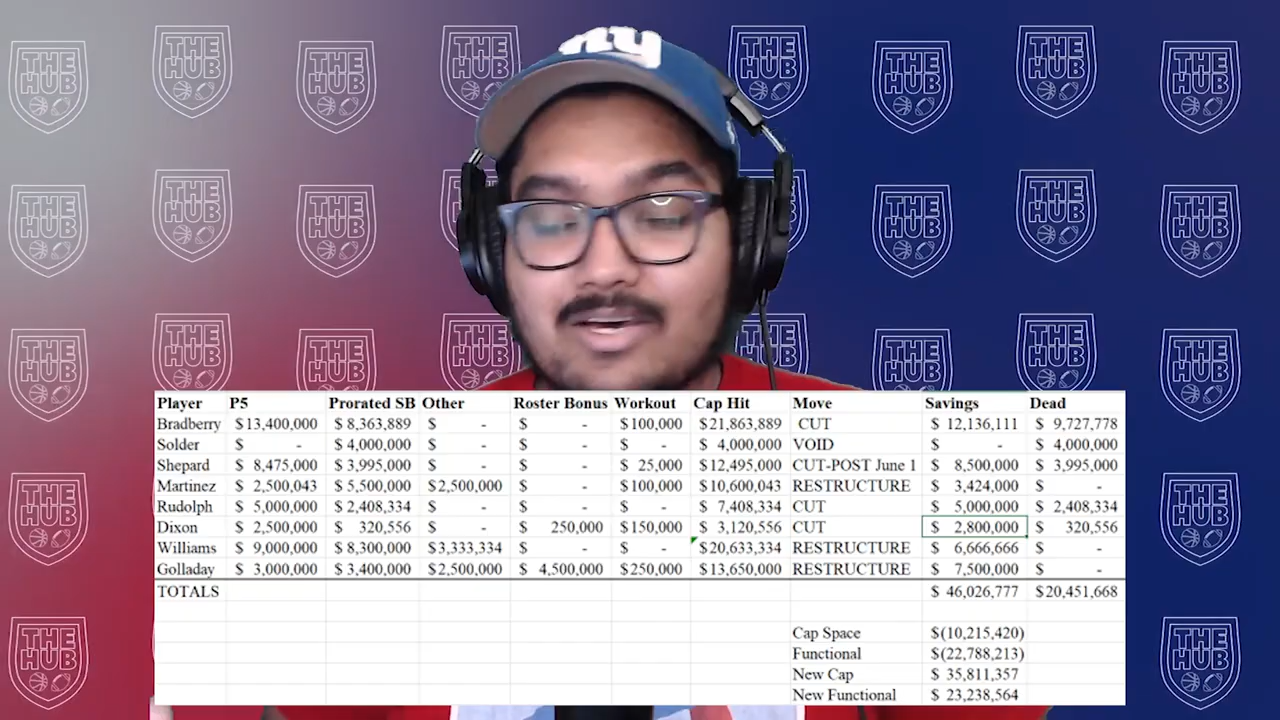 ny
THE HUB
Player P5 Prorated SB Other Roster Bonus Workout Cap Hit Move Savings Dead
Bradberry $13,400,000 $ 8,363,889 $ - $ - $100,000 $21,863,889 CUT $ 12,136,111 $ 9,727,778
Solder $ - $ 4,000,000 $ - $ - $ - $ 4,000,000 VOID $ - $ 4,000,000
Shepard $ 8,475,000 $ 3,995,000 $ - $ - $ 25,000 $12,495,000 CUT-POST June 1 $ 8,500,000 $ 3,995,000
Martinez $ 2,500,043 $ 5,500,000 $2,500,000 $ - $100,000 $10,600,043 RESTRUCTURE $ 3,424,000 $ -
Rudolph $ 5,000,000 $ 2,408,334 $ - $ - $ - $ 7,408,334 CUT $ 5,000,000 $ 2,408,334
Dixon $ 2,500,000 $ 320,556 $ - $ 250,000 $150,000 $ 3,120,556 CUT $ 2,800,000 $ 320,556
Williams $ 9,000,000 $ 8,300,000 $3,333,334 $ - $ - $20,633,334 RESTRUCTURE $ 6,666,666 $ -
Golladay $ 3,000,000 $ 3,400,000 $2,500,000 $ 4,500,000 $250,000 $13,650,000 RESTRUCTURE $ 7,500,000 $ -
TOTALS $ 46,026,777 $20,451,668
Cap Space $(10,215,420)
Functional $(22,788,213)
New Cap $ 35,811,357
New Functional $ 23,238,564